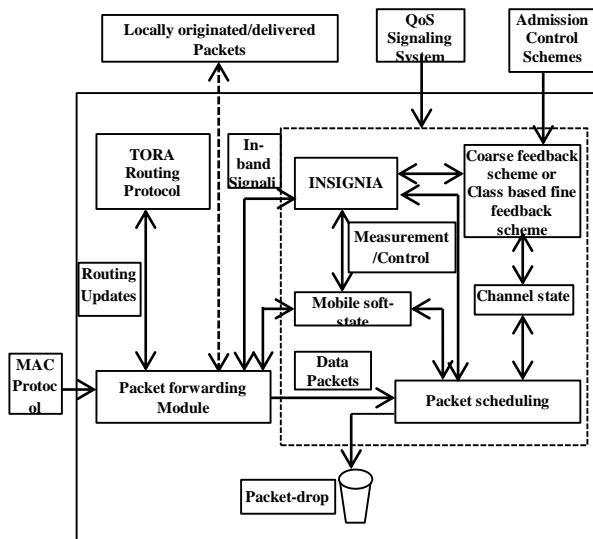 Locally originated/delivered
Packets
QoS
Signaling
System
Admission
Control
Schemes
TORA
Routing
Protocol
In-
band
Signali
INSIGNIA
Coarse feedback
scheme or
Class based fine
feedback
scheme
Measurement
/Control
Routing
Updates
Mobile soft-
state
Channel state
MAC
Protoc
ol
Packet forwarding
Module
Data
Packets
Packet scheduling
Packet-drop